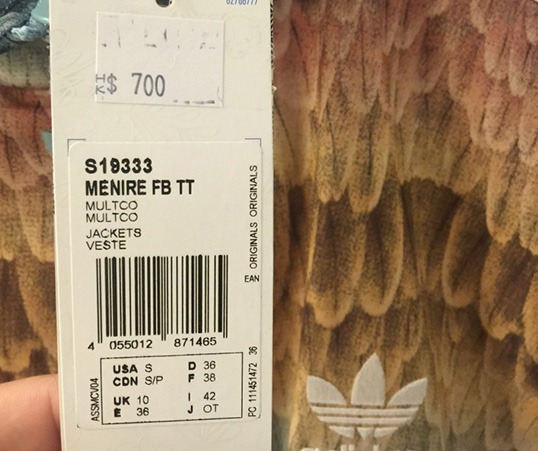 HK$ 700
S19333
MENIRE FB TT
MULTCO
MULTCO
JACKETS
VESTE
EAN ORIGINALS ORIGINALS
4 055012 871465
USA S D 36
CDN S/P F 38
UK 10 I 42
E 36 J OT
ASSMCV04
PC 111451472 36